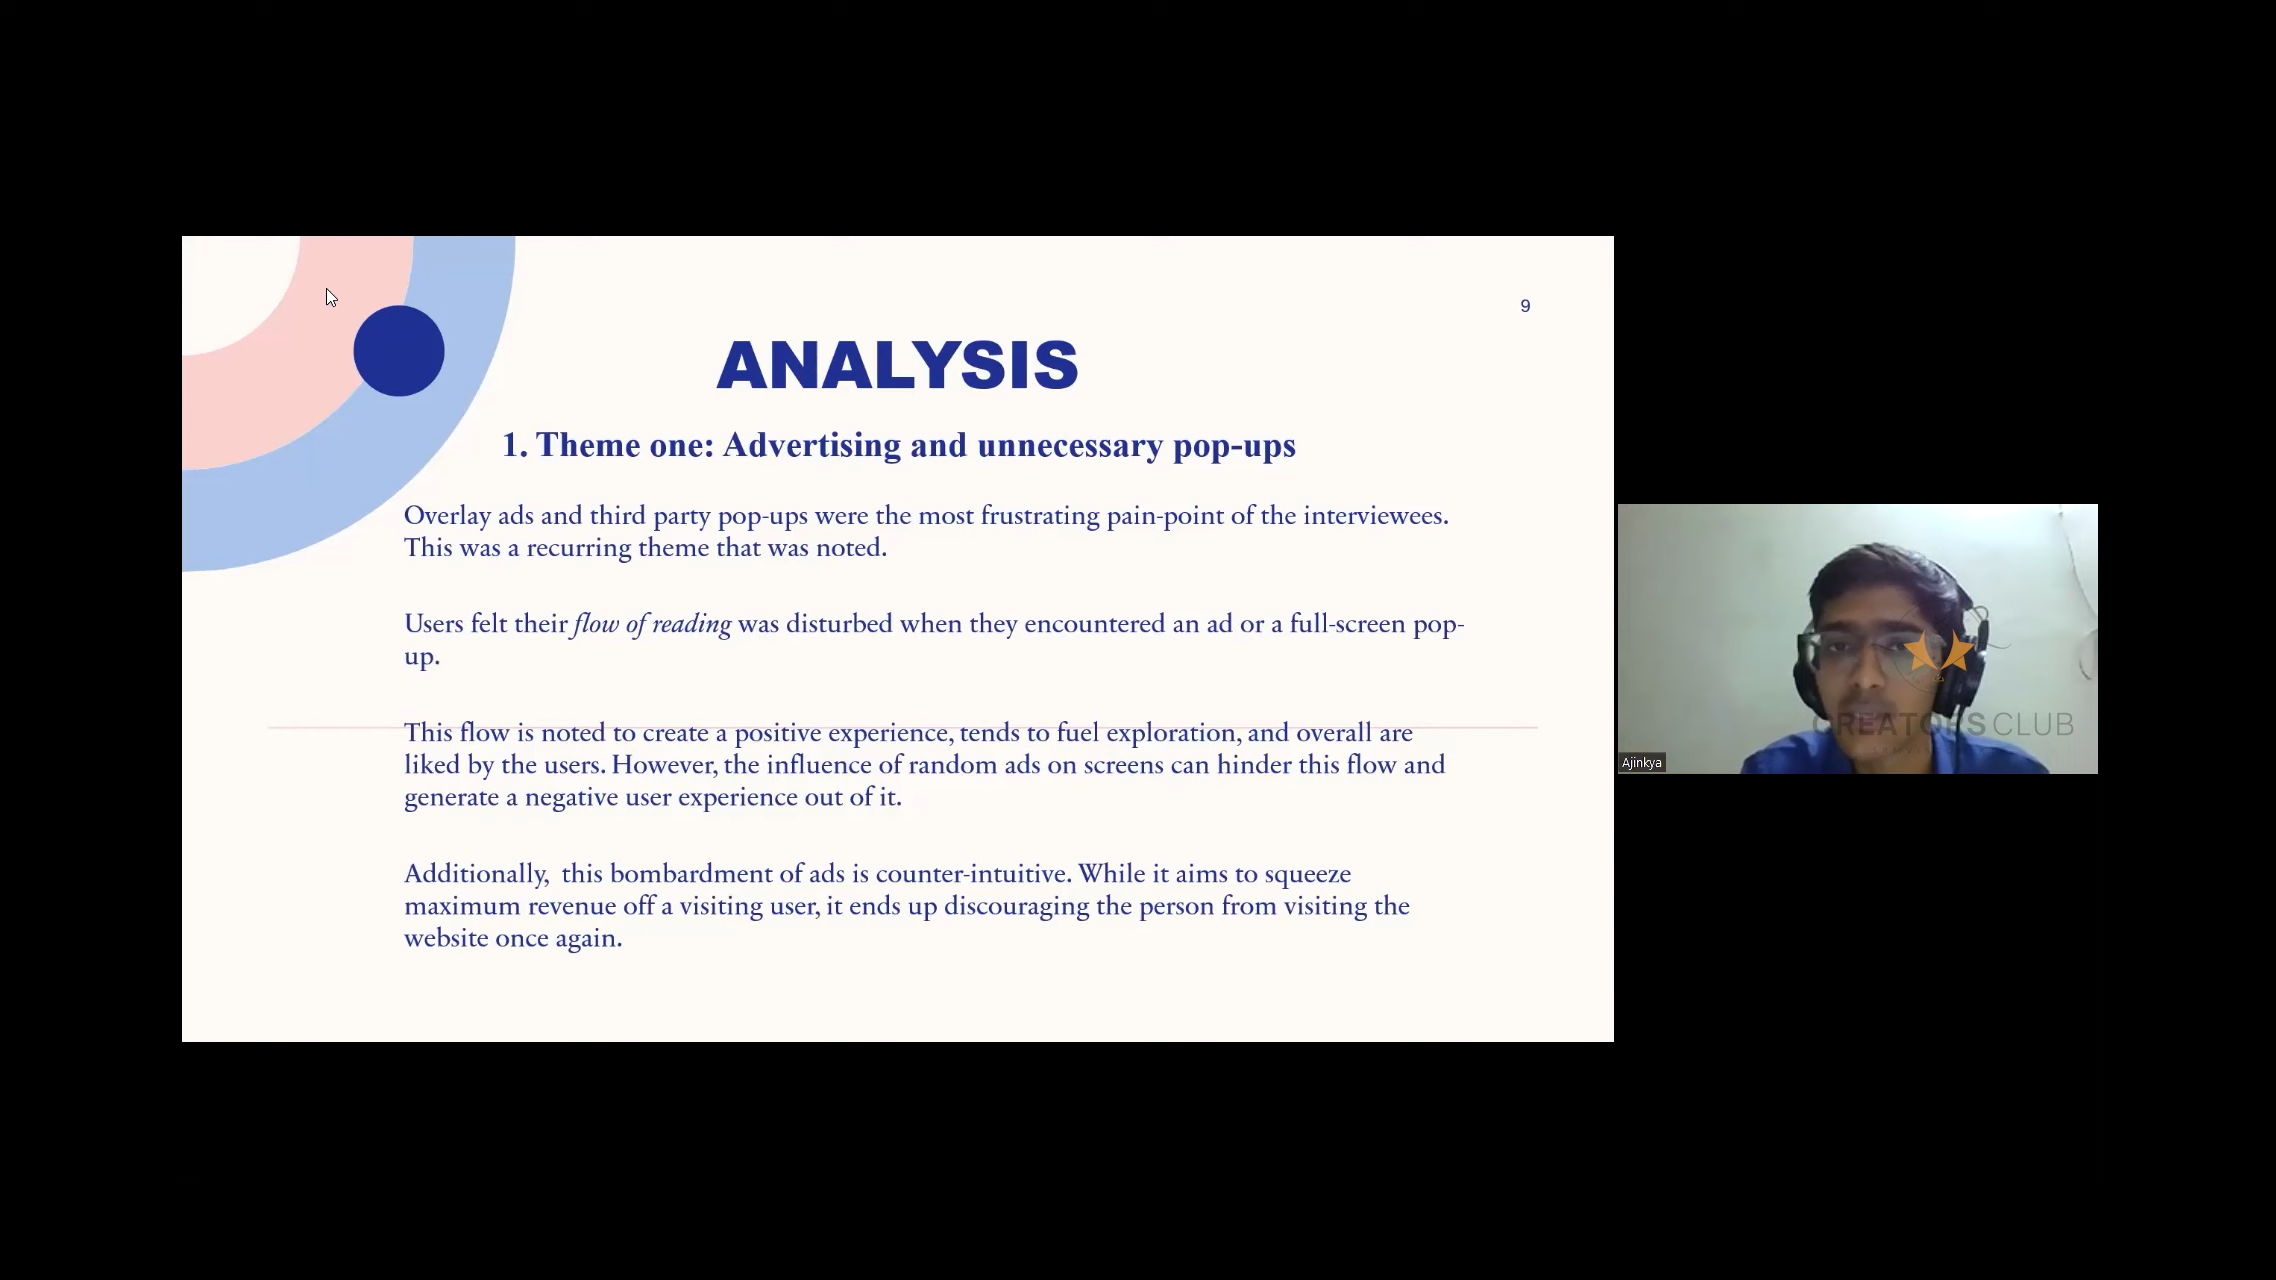 9
ANALYSIS
1. Theme one: Advertising and unnecessary pop-ups
Overlay ads and third party pop-ups were the most frustrating pain-point of the interviewees.
This was a recurring theme that was noted.
Users felt their flow of reading was disturbed when they encountered an ad or a full-screen pop-
up.
This flow is noted to create a positive experience, tends to fuel exploration, and overall are
liked by the users. However, the influence of random ads on screens can hinder this flow and
generate a negative user experience out of it.
Additionally,  this bombardment of ads is counter-intuitive. While it aims to squeeze
maximum revenue off a visiting user, it ends up discouraging the person from visiting the
website once again.
CREATORS CLUB
Ajinkya